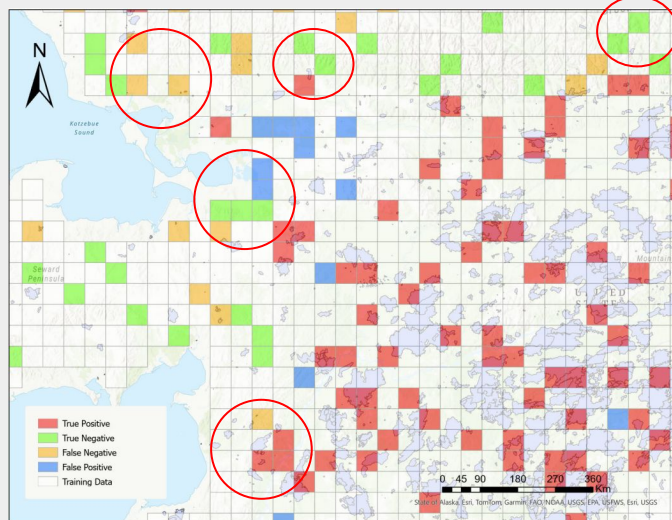 N
Kotzebue
Sound
Seward
Peninsula
Mountain
UNITED
STATES
True Positive
True Negative
False Negative
False Positive
Training Data
0 45 90 180 270 360
Km
State of Alaska, Esri, TomTom, Garmin, FAO, NOAA, USGS, EPA, USFWS, Esri, USGS